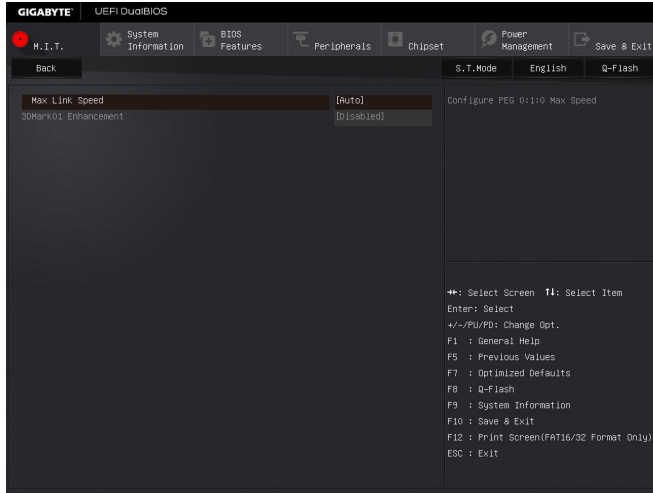 GIGABYTE™ UEFI DualBIOS
M.I.T.
System Information
BIOS Features
Peripherals
Chipset
Power Management
Save & Exit
Back
S.T.Mode English Q-Flash
Max Link Speed [Auto]
3DMark01 Enhancement [Disabled]
Configure PEG 0:1:0 Max Speed
→←: Select Screen ↑↓: Select Item
Enter: Select
+/-/PU/PD: Change Opt.
F1 : General Help
F5 : Previous Values
F7 : Optimized Defaults
F8 : Q-Flash
F9 : System Information
F10 : Save & Exit
F12 : Print Screen(FAT16/32 Format Only)
ESC : Exit